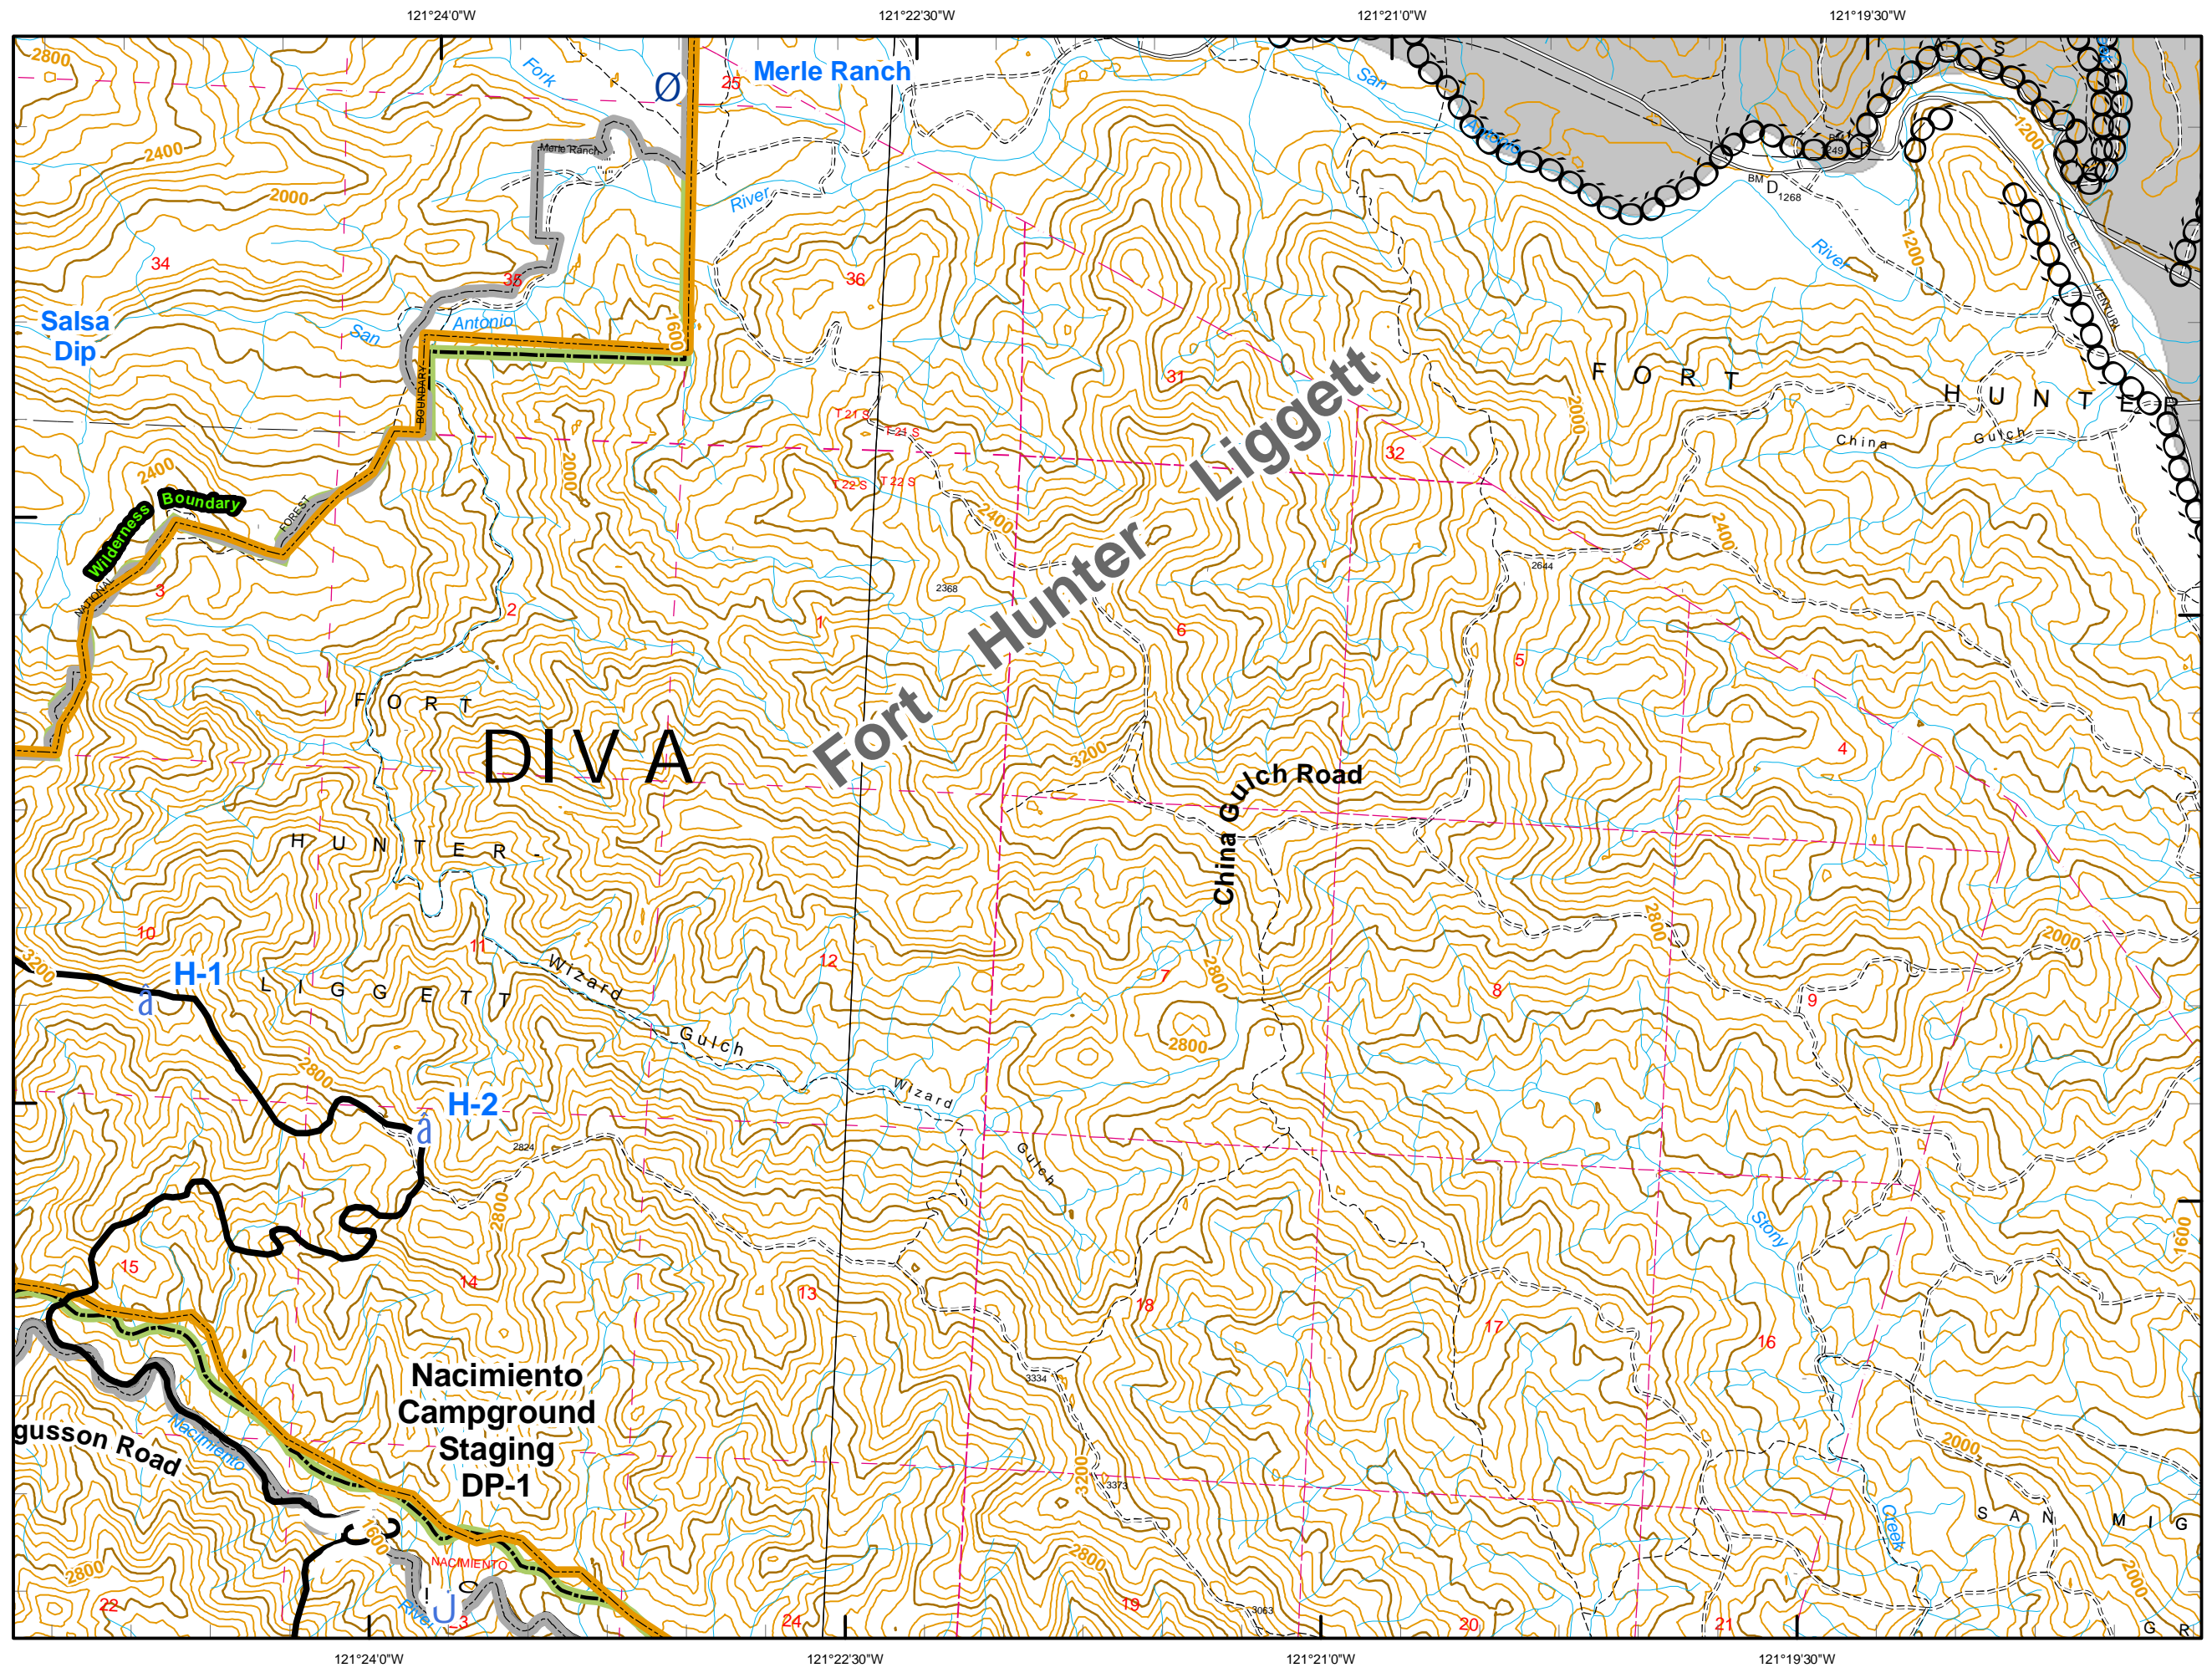 121°24'0"W
121°22'30"W
121°21'0"W
121°19'30"W
2800
Fork
25
Merle Ranch
Ø
San
Antonio
S
1200
2400
Merle Ranch
2000
River
BM
D
1268
1249
River
1200
34
35
36
DEL
VENTURI
Salsa
Dip
San
Antonio
1600
BOUNDARY
31
Liggett
FORT
2000
HUNTER
China Gulch
T 21 S
T 21 S
T 22 S
T 22 S
32
2400
2000
Wilderness Boundary
FOREST
NATIONAL
3
2400
2400
2644
2
1
2368
Hunter
6
5
FORT
DIVA
Fort
3200
China Gulch Road
4
HUNTER-
10
3200
11
12
7
2800
8
2800
9
2000
H-1
â
LIGGETT
Wizard
Gulch
2800
2800
H-2
â
2824
Wizard
Gulch
2800
Stony
1600
15
14
13
18
17
16
Nacimiento
Campground
Staging
DP-1
3334
gusson Road
Nacimiento
3200
3373
2000
Creek
SAN MIG
1600
NACIMIENTO
2800
2800
2000
River
22
24
19
3063
20
21
G R
121°24'0"W
121°22'30"W
121°21'0"W
121°19'30"W